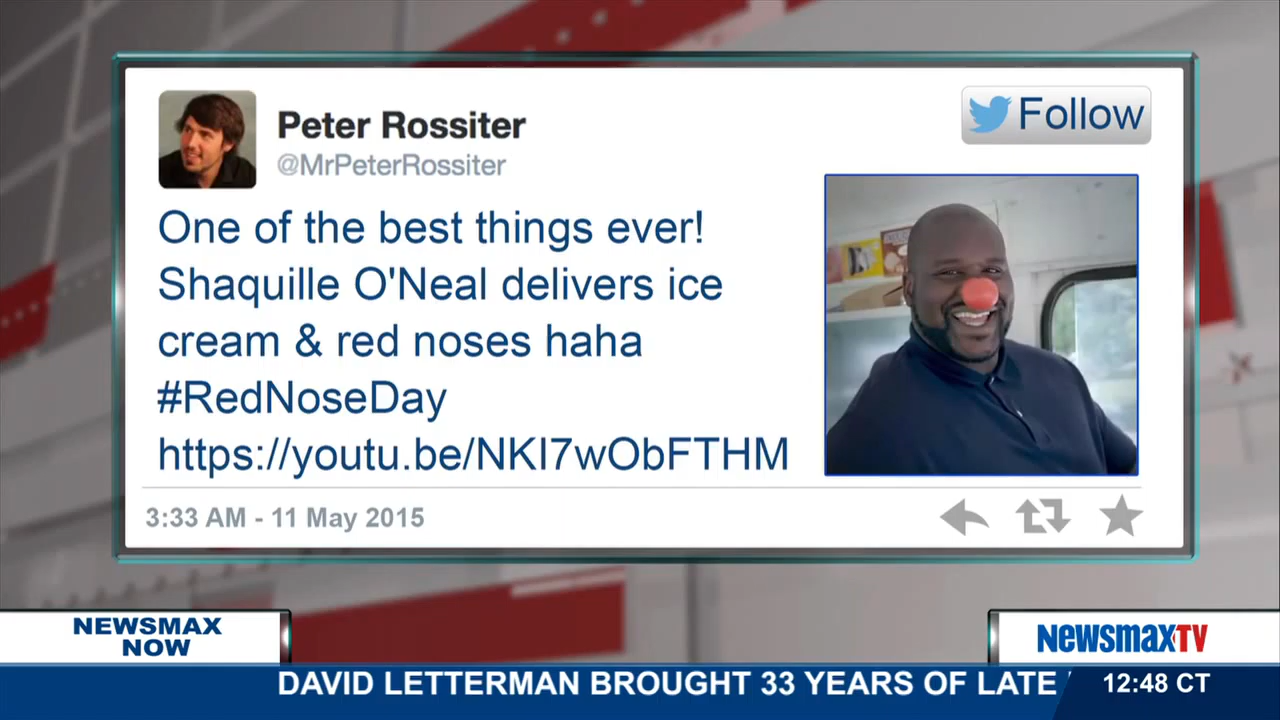 Peter Rossiter
@MrPeterRossiter
Follow
One of the best things ever!
Shaquille O'Neal delivers ice
cream & red noses haha
#RedNoseDay
https://youtu.be/NKI7wObFTHM
3:33 AM - 11 May 2015
NEWSMAX
NOW
NEWSMAXTV
DAVID LETTERMAN BROUGHT 33 YEARS OF LATE
12:48 CT